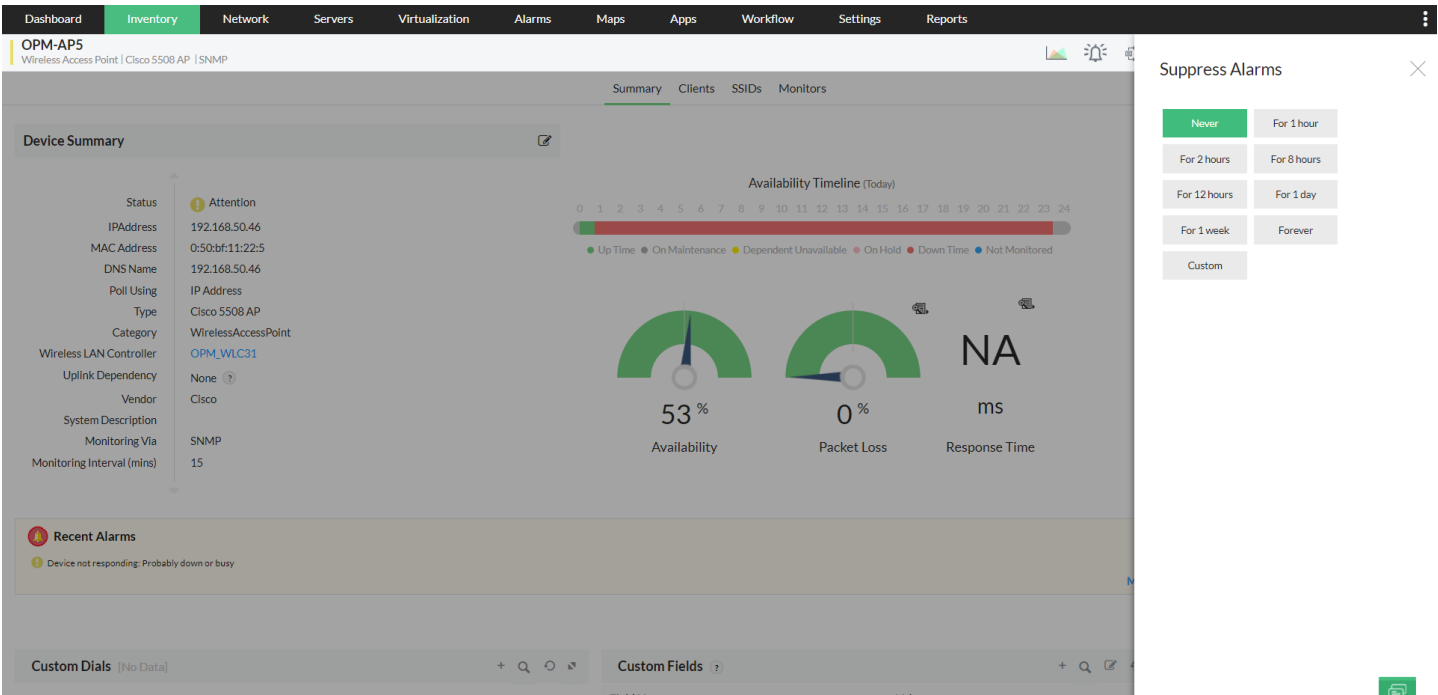 Dashboard Inventory Network Servers Virtualization Alarms Maps Apps Workflow Settings Reports
OPM-AP5
Wireless Access Point | Cisco 5508 AP | SNMP
Summary Clients SSIDs Monitors
Device Summary
Status Attention
IPAddress 192.168.50.46
MAC Address 0:50:bf:11:22:5
DNS Name 192.168.50.46
Poll Using IP Address
Type Cisco 5508 AP
Category WirelessAccessPoint
Wireless LAN Controller OPM_WLC31
Uplink Dependency None ?
Vendor Cisco
System Description
Monitoring Via SNMP
Monitoring Interval (mins) 15
Availability Timeline (Today)
0 1 2 3 4 5 6 7 8 9 10 11 12 13 14 15 16 17 18 19 20 21 22 23 24
Up Time On Maintenance Dependent Unavailable On Hold Down Time Not Monitored
53 %
Availability
0 %
Packet Loss
NA
ms
Response Time
Recent Alarms
Device not responding: Probably down or busy
Custom Dials [No Data]
Custom Fields ?
Suppress Alarms
Never For 1 hour
For 2 hours For 8 hours
For 12 hours For 1 day
For 1 week Forever
Custom